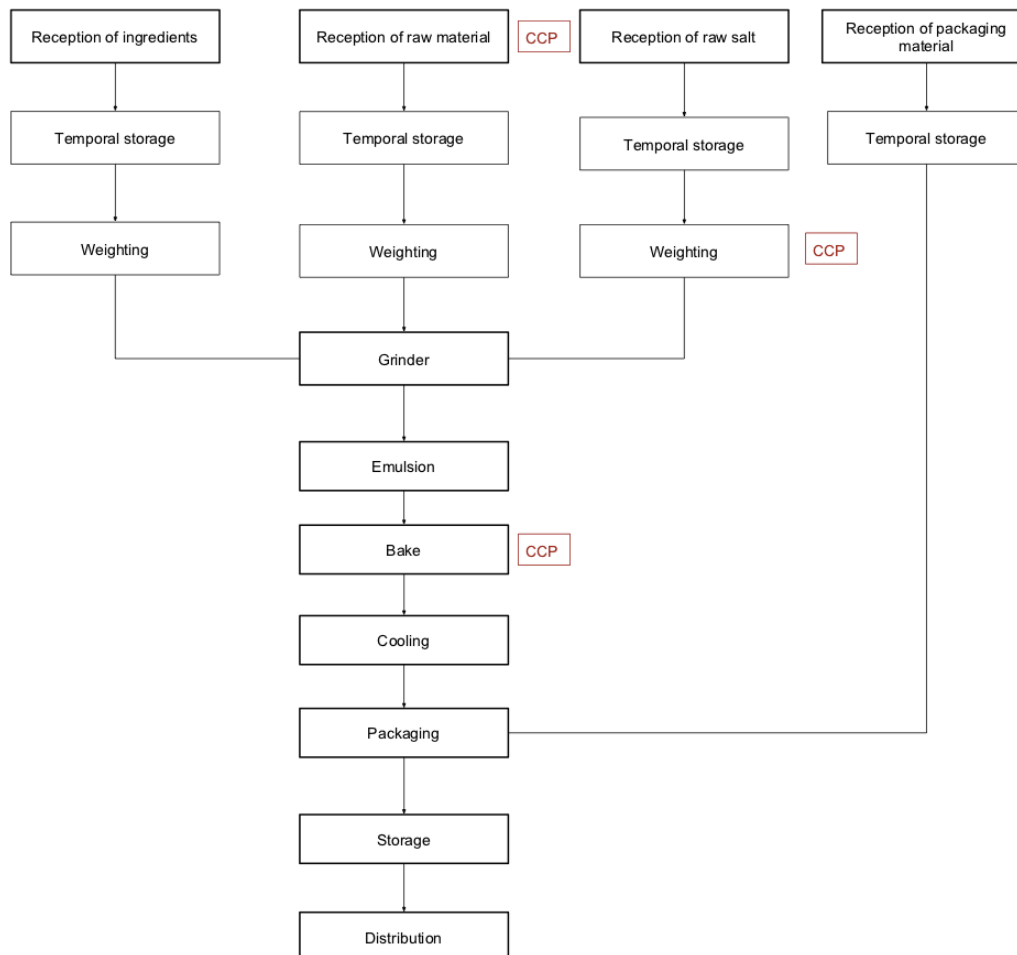 Reception of ingredients
Reception of raw material
CCP
Reception of raw salt
Reception of packaging
material
Temporal storage
Temporal storage
Temporal storage
Temporal storage
Weighting
Weighting
Weighting
CCP
Grinder
Emulsion
Bake
CCP
Cooling
Packaging
Storage
Distribution